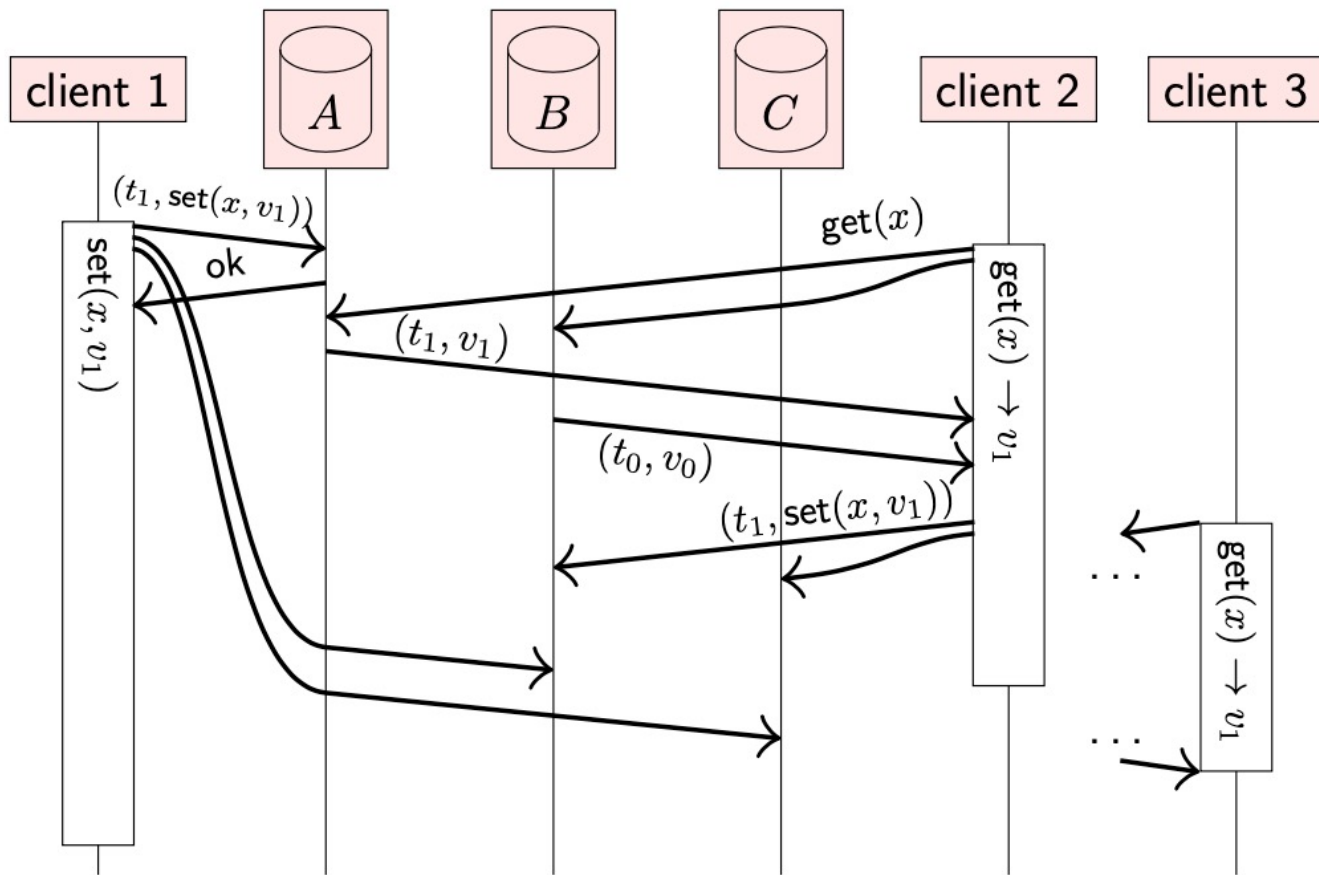 client 1
A
B
C
client 2
client 3
(t₁, set(x, v₁))
ok
set(x, v₁)
get(x)
get(x) → v₁
(t₁, v₁)
(t₀, v₀)
(t₁, set(x, v₁))
...
get(x) → v₁
...